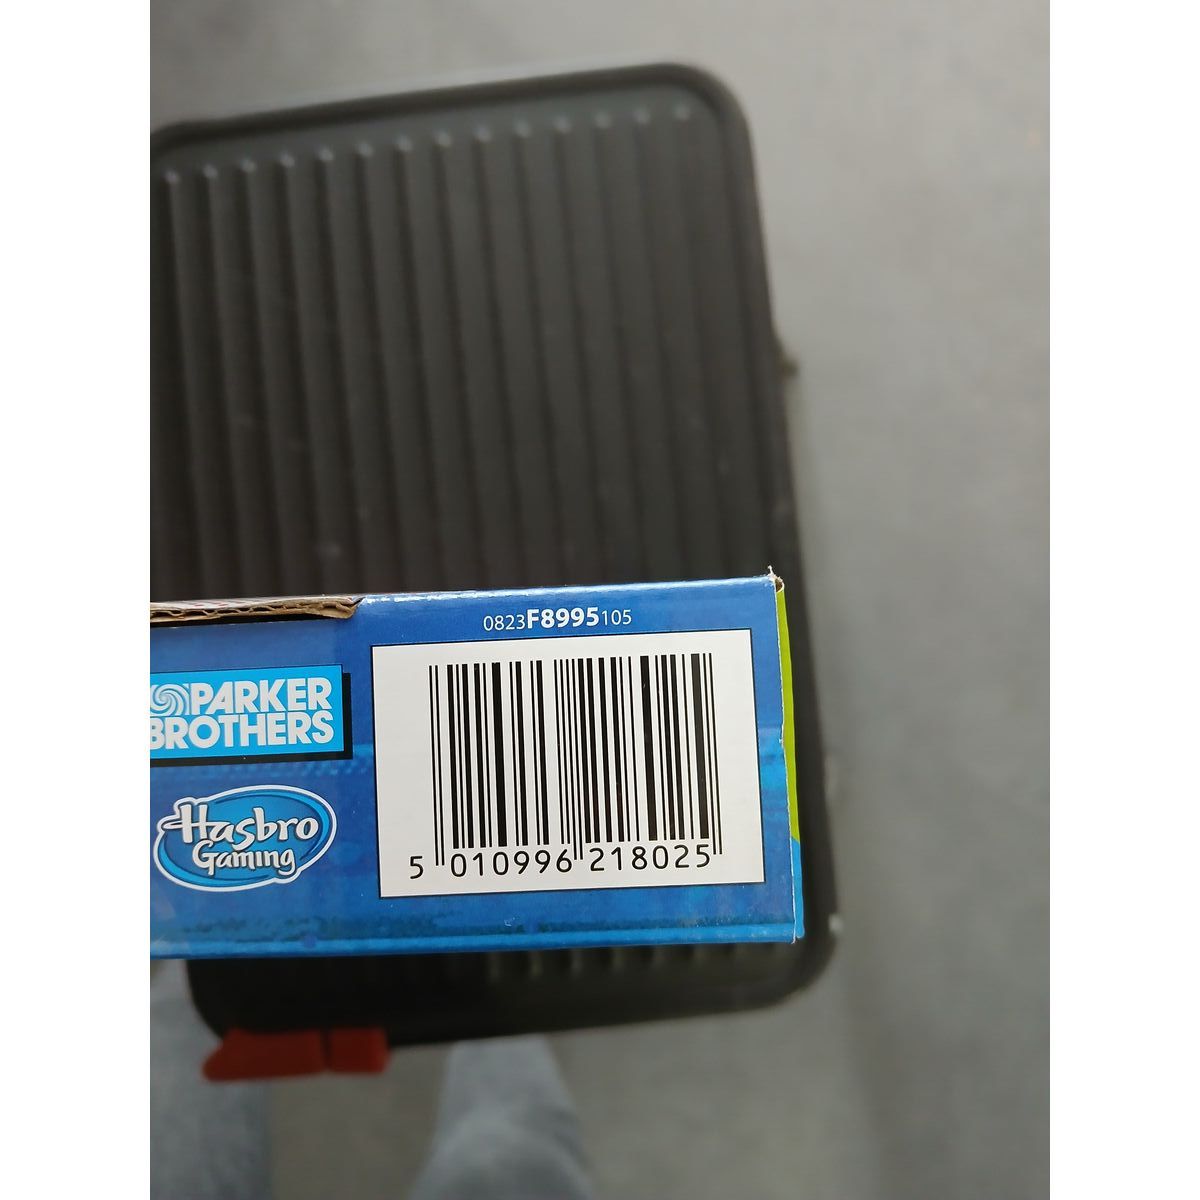 0823F8995105
PARKER
BROTHERS
Hasbro
Gaming
5 010996 218025